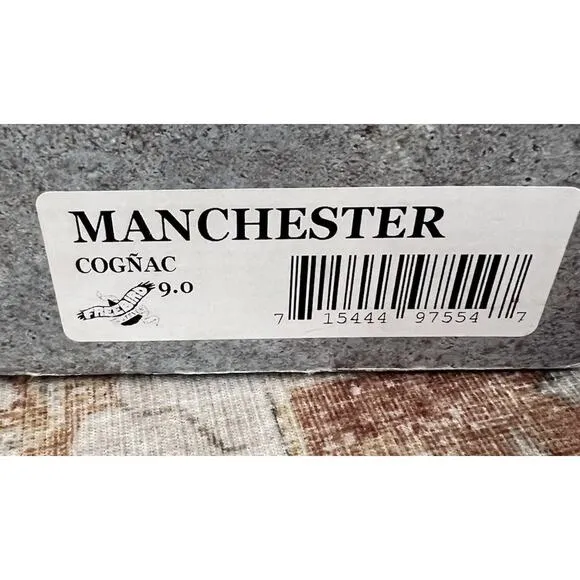 MANCHESTER
COGÑAC
9.0
FREEBIRD
7 15444 97554 7